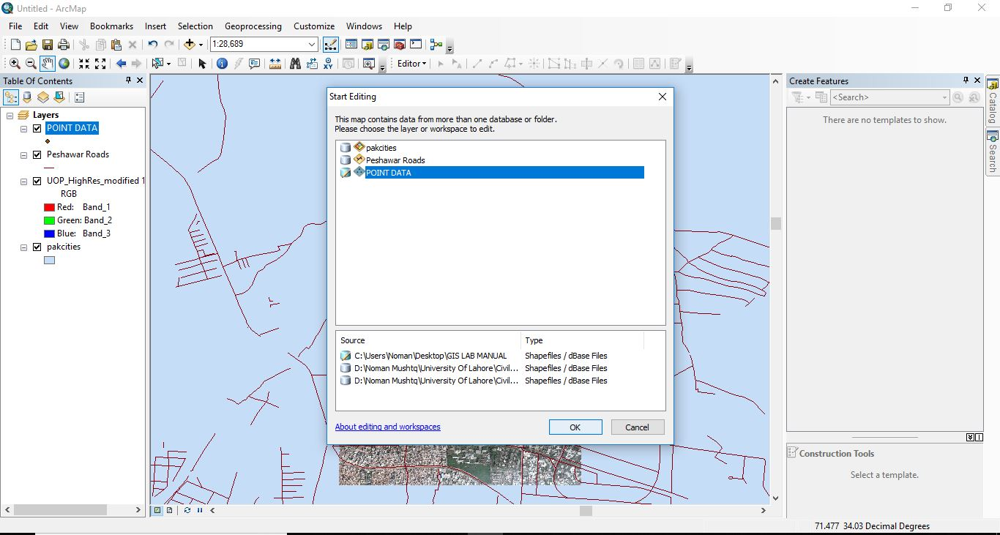 Untitled - ArcMap
File Edit View Bookmarks Insert Selection Geoprocessing Customize Windows Help
1:28,689
Editor
Table Of Contents
Layers
POINT DATA
Peshawar Roads
UOP_HighRes_modified 1
RGB
Red: Band_1
Green: Band_2
Blue: Band_3
pakcities
Start Editing
This map contains data from more than one database or folder.
Please choose the layer or workspace to edit.
pakcities
Peshawar Roads
POINT DATA
Source Type
C:\Users\Noman\Desktop\GIS LAB MANUAL Shapefiles / dBase Files
D:\Noman Mushtq\University Of Lahore\Civil... Shapefiles / dBase Files
D:\Noman Mushtq\University Of Lahore\Civil... Shapefiles / dBase Files
About editing and workspaces
OK Cancel
Create Features
<Search>
There are no templates to show.
Construction Tools
Select a template.
Catalog
Search
71.477 34.03 Decimal Degrees